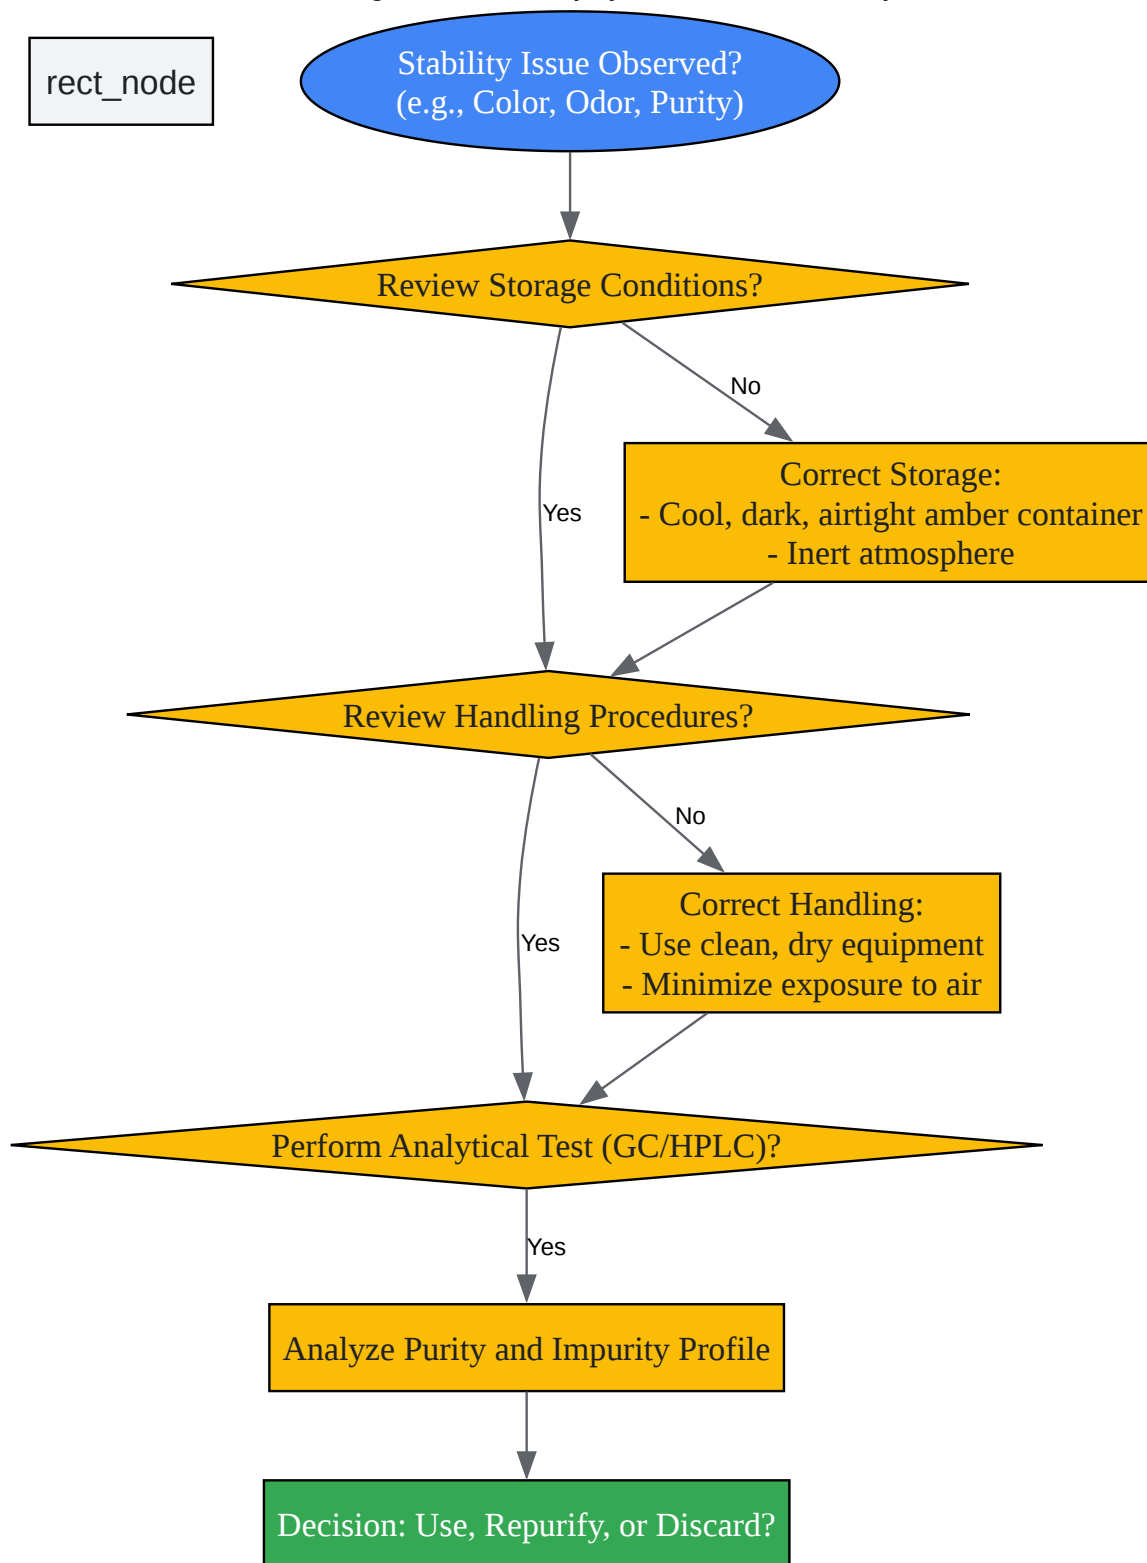 rect_node
Stability Issue Observed?
(e.g., Color, Odor, Purity)
Review Storage Conditions?
No
Correct Storage:
- Cool, dark, airtight amber container
- Inert atmosphere
Yes
Review Handling Procedures?
No
Correct Handling:
- Use clean, dry equipment
- Minimize exposure to air
Yes
Perform Analytical Test (GC/HPLC)?
Yes
Analyze Purity and Impurity Profile
Decision: Use, Repurify, or Discard?